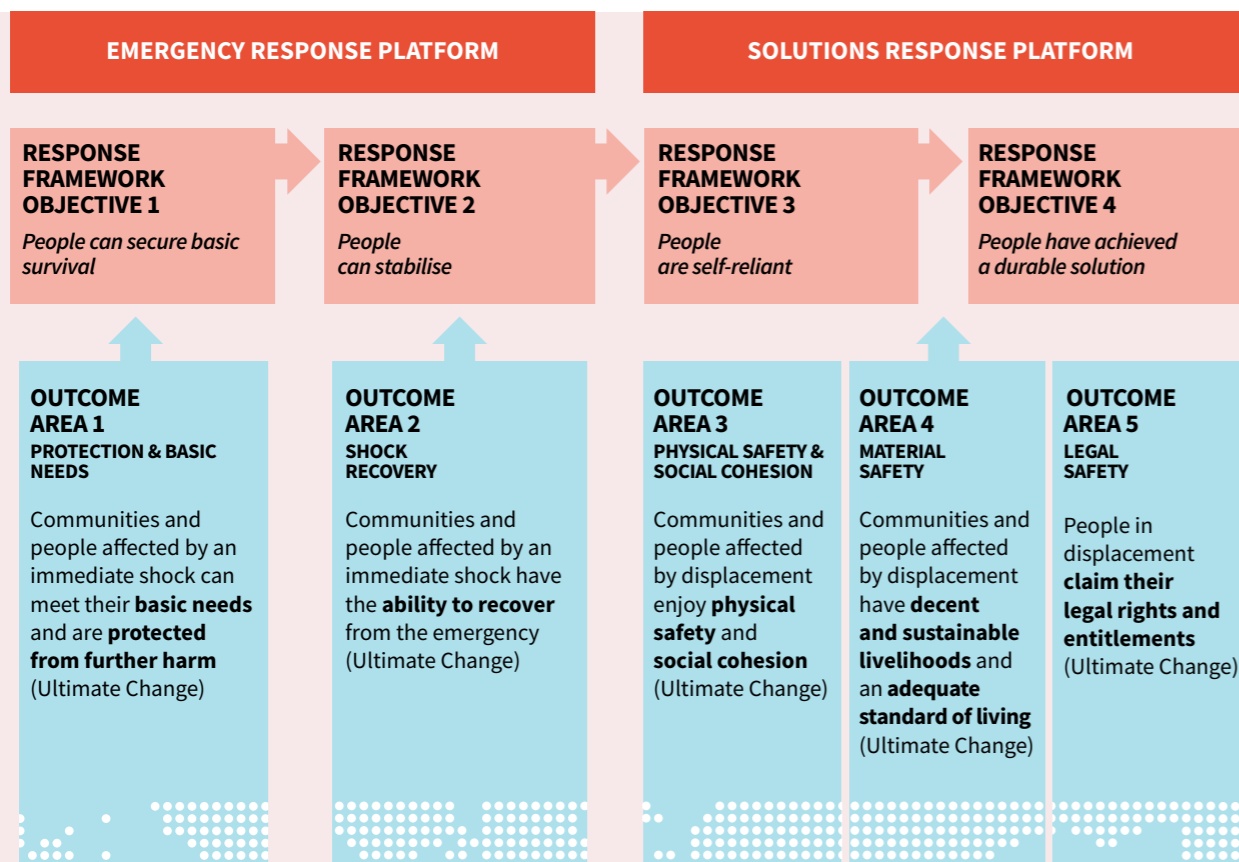 EMERGENCY RESPONSE PLATFORM
SOLUTIONS RESPONSE PLATFORM
RESPONSE
FRAMEWORK
OBJECTIVE 1
People can secure basic
survival
RESPONSE
FRAMEWORK
OBJECTIVE 2
People
can stabilise
RESPONSE
FRAMEWORK
OBJECTIVE 3
People
are self-reliant
RESPONSE
FRAMEWORK
OBJECTIVE 4
People have achieved
a durable solution
OUTCOME
AREA 1
PROTECTION & BASIC
NEEDS
Communities and
people affected by an
immediate shock can
meet their basic needs
and are protected
from further harm
(Ultimate Change)
OUTCOME
AREA 2
SHOCK
RECOVERY
Communities and
people affected by an
immediate shock have
the ability to recover
from the emergency
(Ultimate Change)
OUTCOME
AREA 3
PHYSICAL SAFETY &
SOCIAL COHESION
Communities and
people affected
by displacement
enjoy physical
safety and
social cohesion
(Ultimate Change)
OUTCOME
AREA 4
MATERIAL
SAFETY
Communities and
people affected
by displacement
have decent
and sustainable
livelihoods and
an adequate
standard of living
(Ultimate Change)
OUTCOME
AREA 5
LEGAL
SAFETY
People in
displacement
claim their
legal rights and
entitlements
(Ultimate Change)